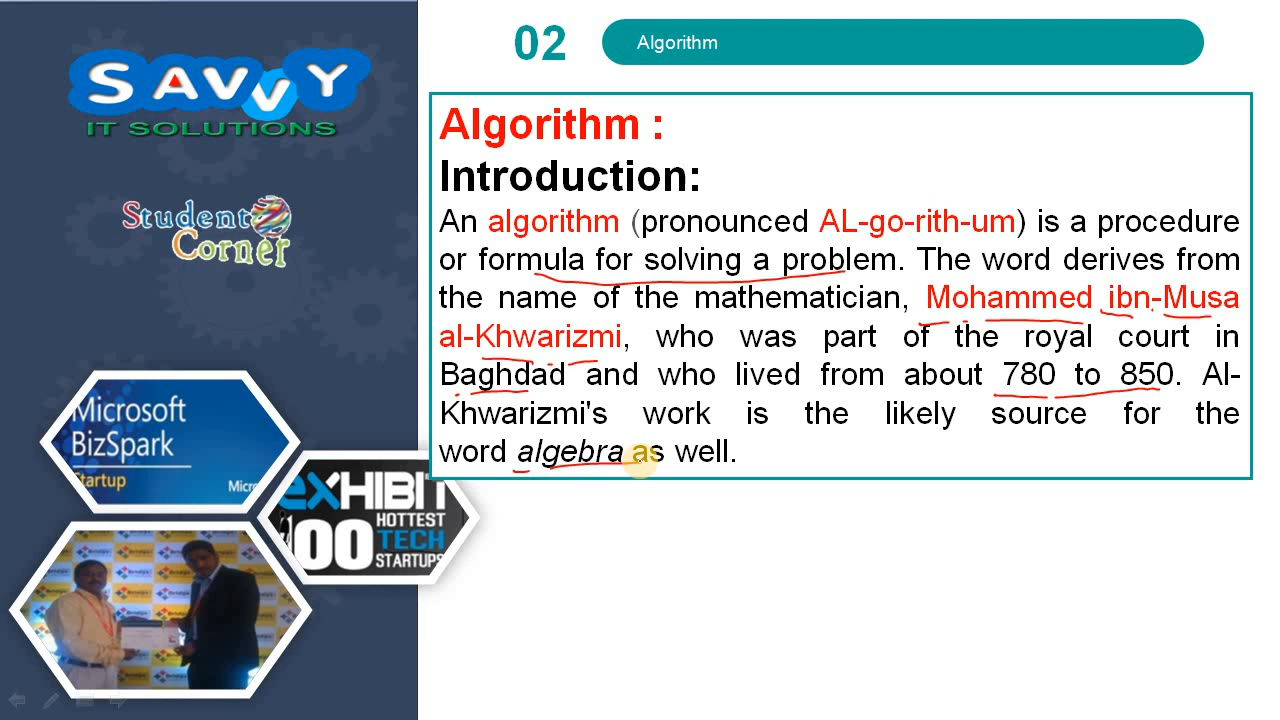 SAVVY
IT SOLUTIONS
Student
Corner
Microsoft
BizSpark
Startup
Micr
exHIBIT
100 HOTTEST
TECH
STARTUPS
02
Algorithm
Algorithm :
Introduction:
An algorithm (pronounced AL-go-rith-um) is a procedure
or formula for solving a problem. The word derives from
the name of the mathematician, Mohammed ibn-Musa
al-Khwarizmi, who was part of the royal court in
Baghdad and who lived from about 780 to 850. Al-
Khwarizmi's work is the likely source for the
word algebra as well.